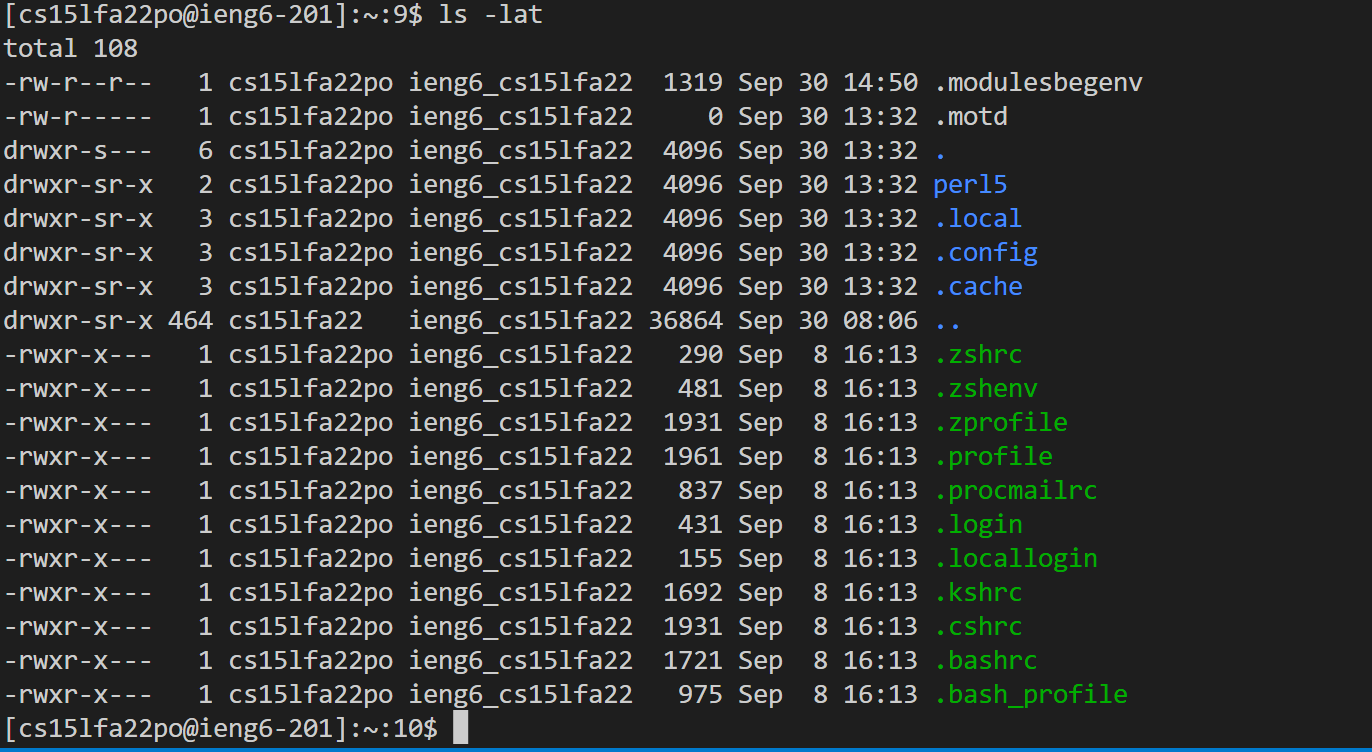 [cs15lfa22po@ieng6-201]:~:9$ ls -lat
total 108
-rw-r--r--   1 cs15lfa22po ieng6_cs15lfa22  1319 Sep 30 14:50 .modulesbegenv
-rw-r-----   1 cs15lfa22po ieng6_cs15lfa22     0 Sep 30 13:32 .motd
drwxr-s---   6 cs15lfa22po ieng6_cs15lfa22  4096 Sep 30 13:32 .
drwxr-sr-x   2 cs15lfa22po ieng6_cs15lfa22  4096 Sep 30 13:32 perl5
drwxr-sr-x   3 cs15lfa22po ieng6_cs15lfa22  4096 Sep 30 13:32 .local
drwxr-sr-x   3 cs15lfa22po ieng6_cs15lfa22  4096 Sep 30 13:32 .config
drwxr-sr-x   3 cs15lfa22po ieng6_cs15lfa22  4096 Sep 30 13:32 .cache
drwxr-sr-x 464 cs15lfa22   ieng6_cs15lfa22 36864 Sep 30 08:06 ..
-rwxr-x---   1 cs15lfa22po ieng6_cs15lfa22   290 Sep  8 16:13 .zshrc
-rwxr-x---   1 cs15lfa22po ieng6_cs15lfa22   481 Sep  8 16:13 .zshenv
-rwxr-x---   1 cs15lfa22po ieng6_cs15lfa22  1931 Sep  8 16:13 .zprofile
-rwxr-x---   1 cs15lfa22po ieng6_cs15lfa22  1961 Sep  8 16:13 .profile
-rwxr-x---   1 cs15lfa22po ieng6_cs15lfa22   837 Sep  8 16:13 .procmailrc
-rwxr-x---   1 cs15lfa22po ieng6_cs15lfa22   431 Sep  8 16:13 .login
-rwxr-x---   1 cs15lfa22po ieng6_cs15lfa22   155 Sep  8 16:13 .locallogin
-rwxr-x---   1 cs15lfa22po ieng6_cs15lfa22  1692 Sep  8 16:13 .kshrc
-rwxr-x---   1 cs15lfa22po ieng6_cs15lfa22  1931 Sep  8 16:13 .cshrc
-rwxr-x---   1 cs15lfa22po ieng6_cs15lfa22  1721 Sep  8 16:13 .bashrc
-rwxr-x---   1 cs15lfa22po ieng6_cs15lfa22   975 Sep  8 16:13 .bash_profile
[cs15lfa22po@ieng6-201]:~:10$